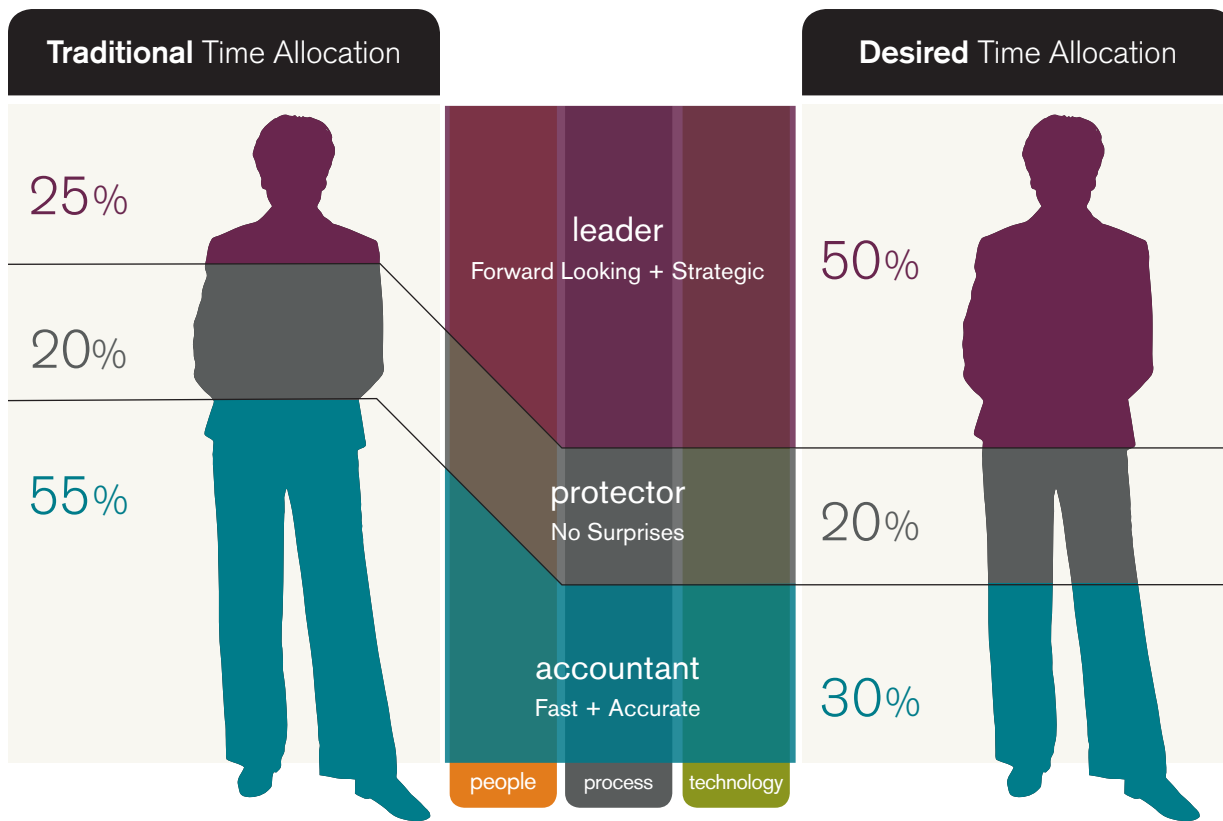 Traditional Time Allocation
25%
20%
55%
leader
Forward Looking + Strategic
protector
No Surprises
accountant
Fast + Accurate
people
process
technology
Desired Time Allocation
50%
20%
30%